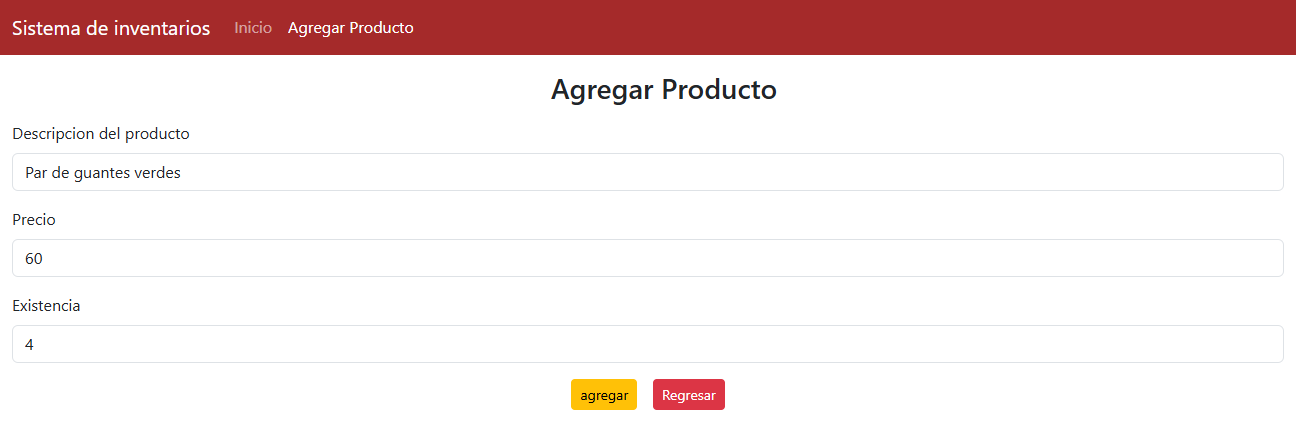 Sistema de inventarios Inicio Agregar Producto
Agregar Producto
Descripcion del producto
Par de guantes verdes
Precio
60
Existencia
4
agregar Regresar